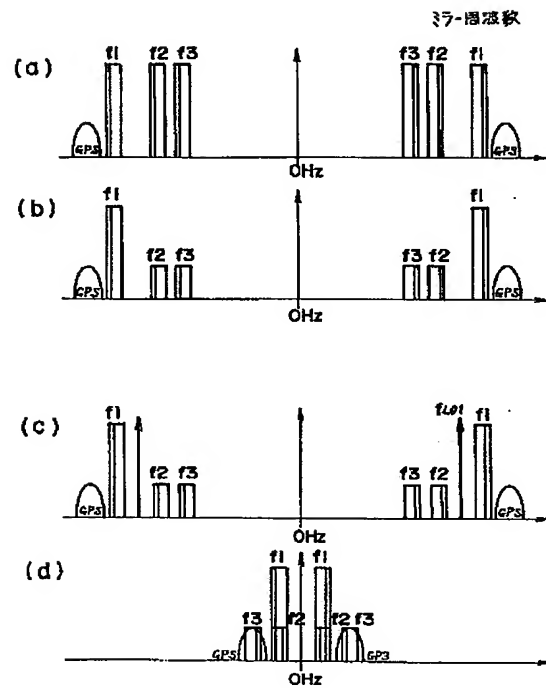 ミラー周波数
(a) f1 f2 f3 f3 f2 f1
GPS GPS
0Hz
(b) f1 f2 f3 f3 f2 f1
GPS GPS
0Hz
(c) f1 f2 f3 f3 f2 fLO1 f1
GPS GPS
0Hz
(d) f1 f1
f3 f2 f2 f3
GPS GPS
0Hz